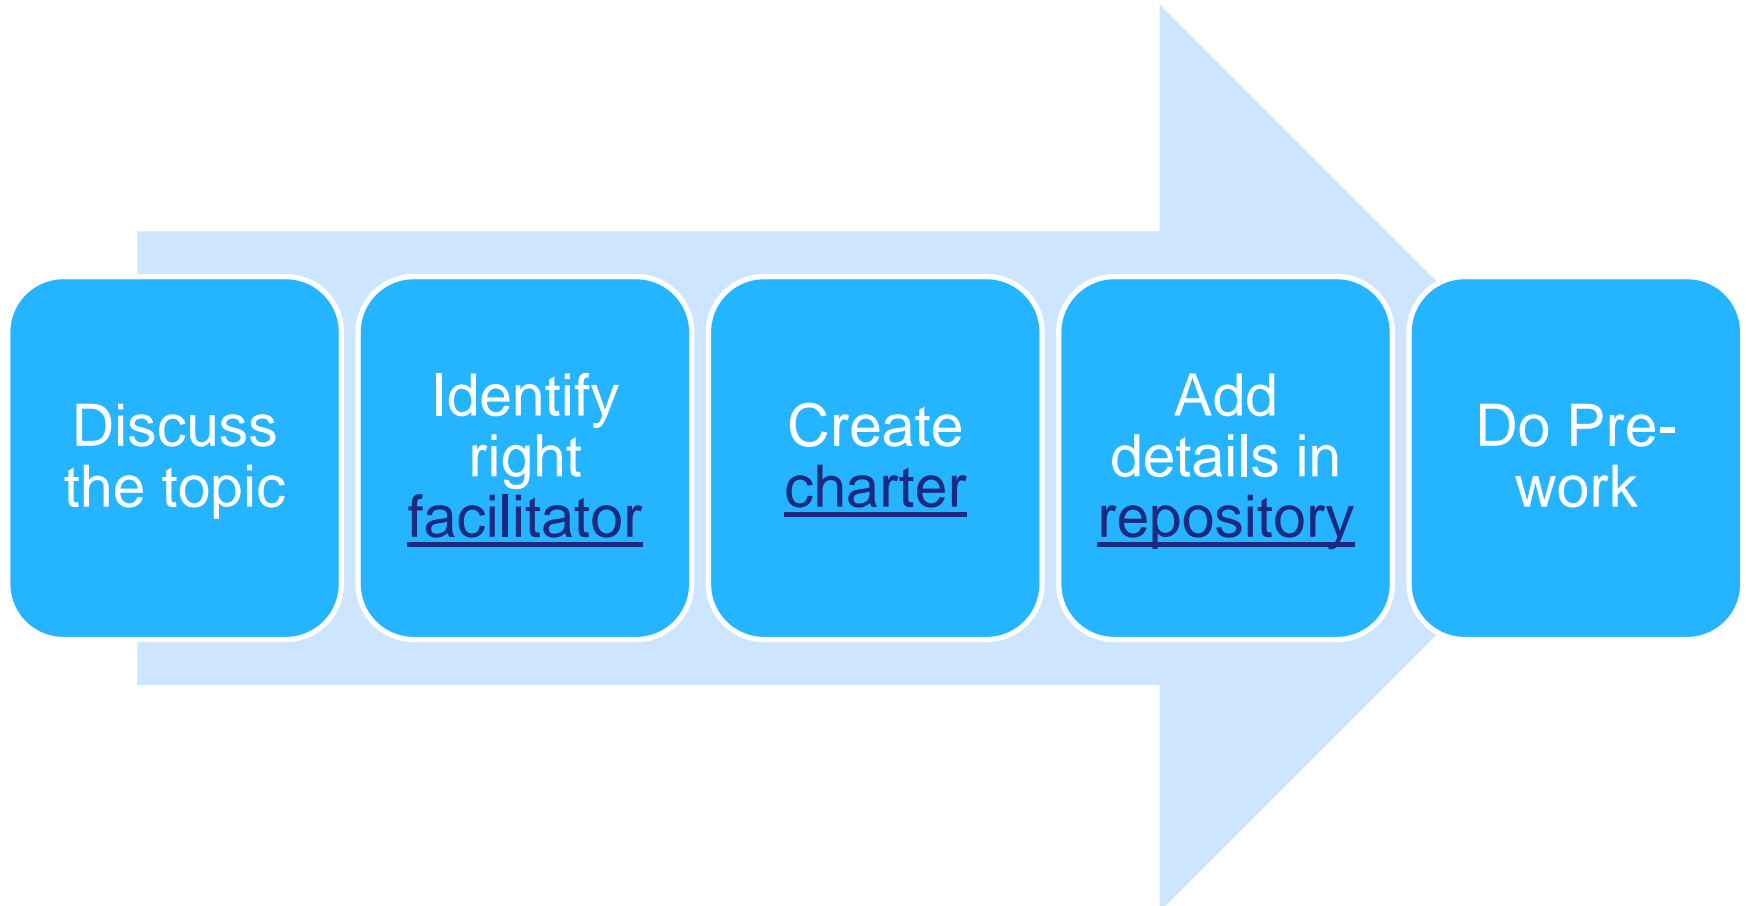 Discuss
the topic
Identify
right
facilitator
Create
charter
Add
details in
repository
Do Pre-
work